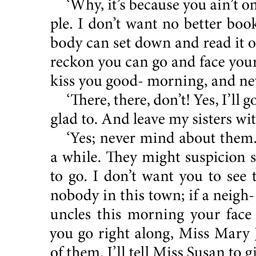 ‘Why, it’s because you ain’t on
ple. I don’t want no better book
body can set down and read it o
reckon you can go and face your
kiss you good- morning, and ne
‘There, there, don’t! Yes, I’ll go
glad to. And leave my sisters wit
‘Yes; never mind about them.
a while. They might suspicion s
to go. I don’t want you to see t
nobody in this town; if a neigh-
uncles this morning your face
you go right along, Miss Mary J
of them. I’ll tell Miss Susan to gi